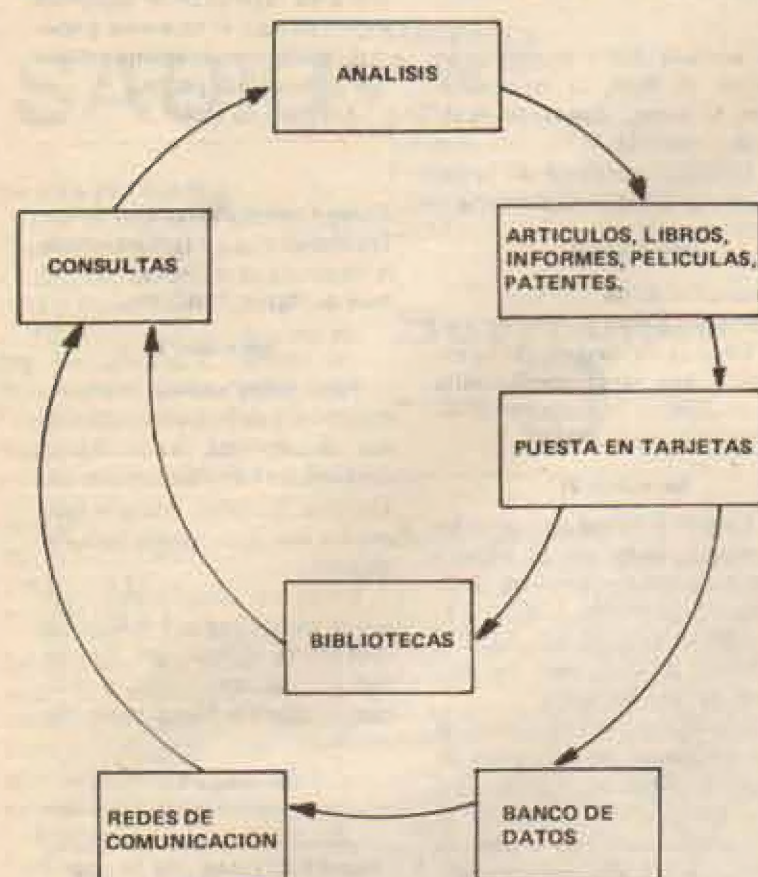 ANALISIS
CONSULTAS
ARTICULOS, LIBROS,
INFORMES, PELICULAS,
PATENTES.
PUESTA EN TARJETAS
BIBLIOTECAS
REDES DE
COMUNICACION
BANCO DE
DATOS